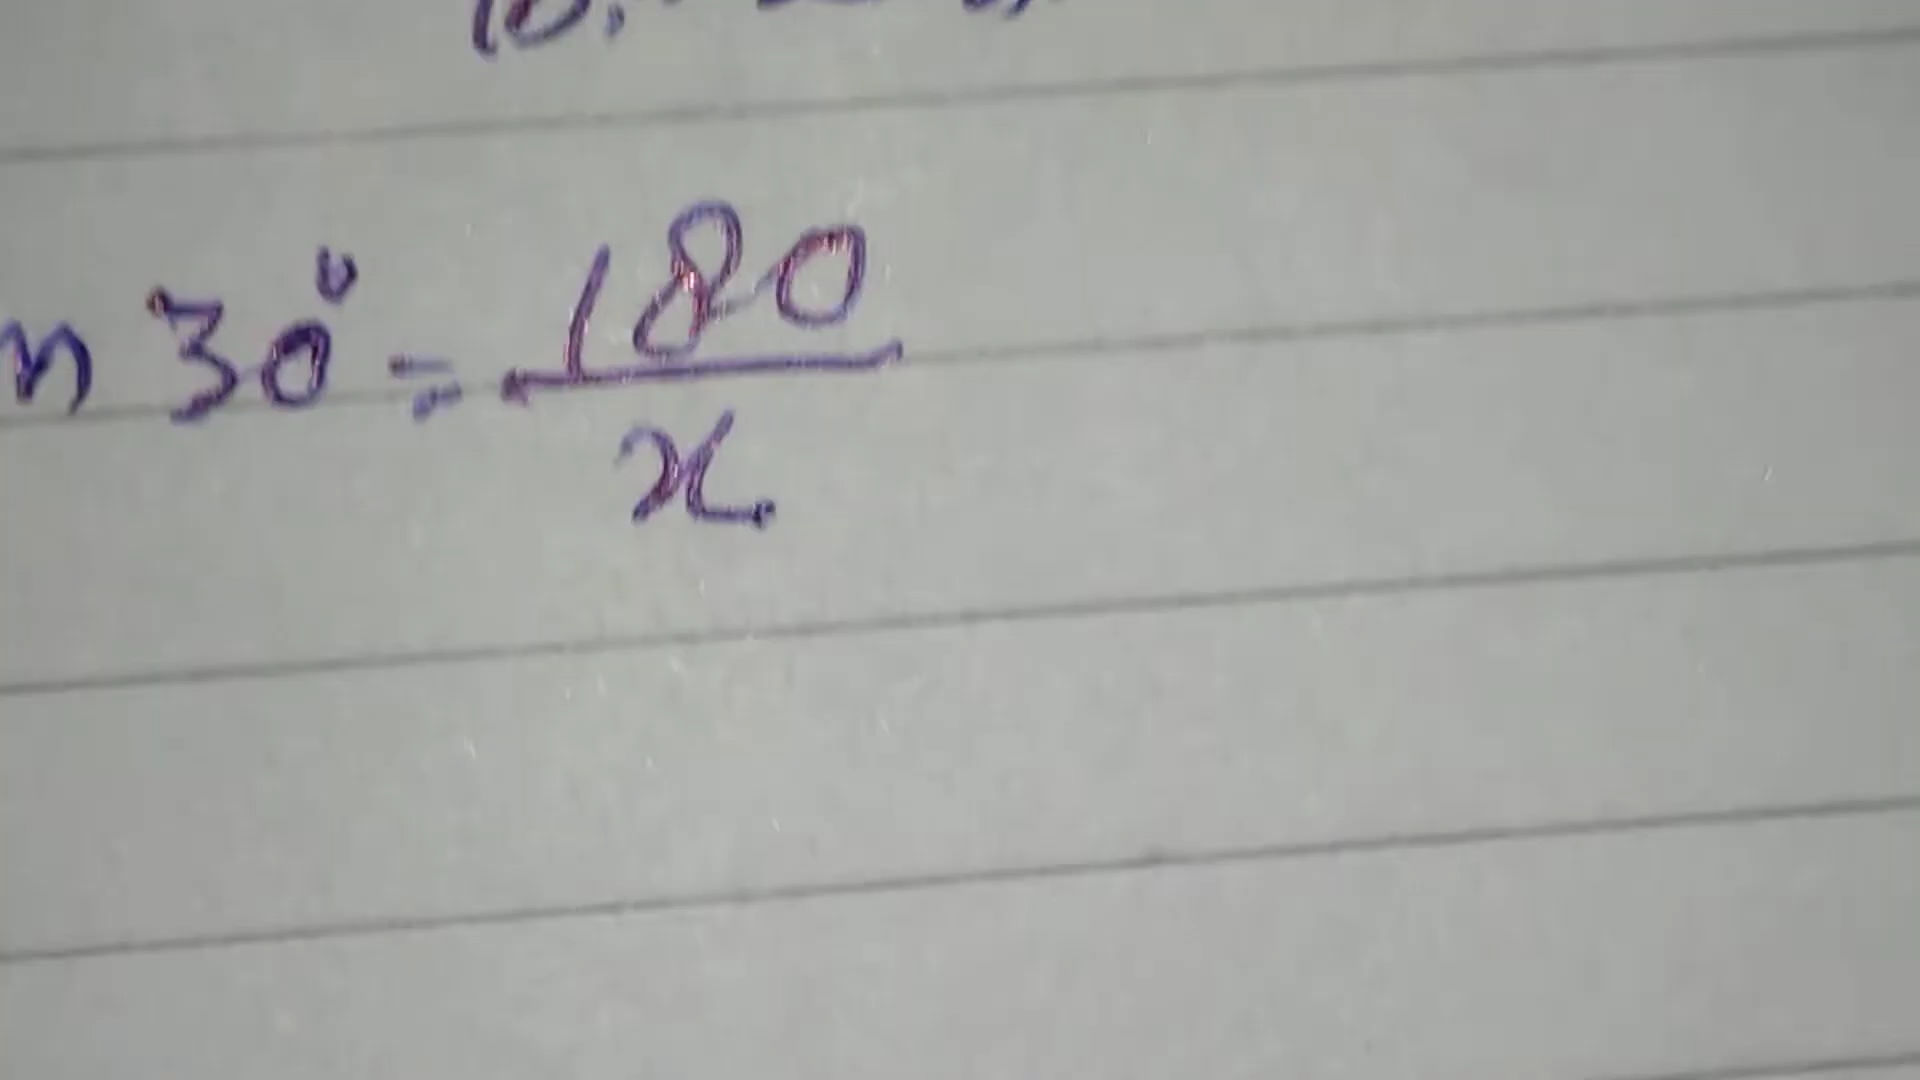 n 30° = 180/x